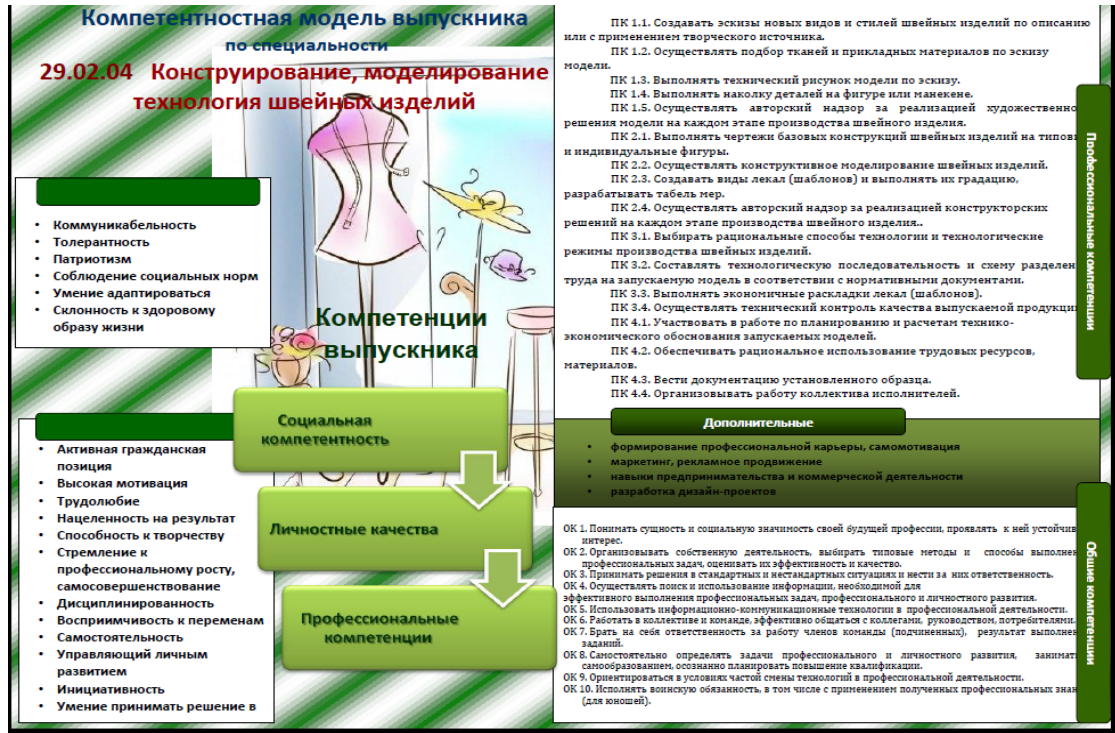 Компетентностная модель выпускника
по специальности
29.02.04 Конструирование, моделирование
технология швейных изделий
• Коммуникабельность
• Толерантность
• Патриотизм
• Соблюдение социальных норм
• Умение адаптироваться
• Склонность к здоровому
образу жизни
Компетенции
выпускника
• Активная гражданская
позиция
• Высокая мотивация
• Трудолюбие
• Нацеленность на результат
• Способность к творчеству
• Стремление к
профессиональному росту,
самосовершенствование
• Дисциплинированность
• Восприимчивость к переменам
• Самостоятельность
• Управляющий личным
развитием
• Инициативность
• Умение принимать решение в
Социальная
компетентность
Личностные качества
Профессиональные
компетенции
ПК 1.1. Создавать эскизы новых видов и стилей швейных изделий по описанию
или с применением творческого источника.
ПК 1.2. Осуществлять подбор тканей и прикладных материалов по эскизу
модели.
ПК 1.3. Выполнять технический рисунок модели по эскизу.
ПК 1.4. Выполнять наколку деталей на фигуре или манекене.
ПК 1.5. Осуществлять авторский надзор за реализацией художественно
решения модели на каждом этапе производства швейного изделия.
ПК 2.1. Выполнять чертежи базовых конструкций швейных изделий на типовы
и индивидуальные фигуры.
ПК 2.2. Осуществлять конструктивное моделирование швейных изделий.
ПК 2.3. Создавать виды лекал (шаблонов) и выполнять их градацию,
разрабатывать табель мер.
ПК 2.4. Осуществлять авторский надзор за реализацией конструкторских
решений на каждом этапе производства швейного изделия..
ПК 3.1. Выбирать рациональные способы технологии и технологические
режимы производства швейных изделий.
ПК 3.2. Составлять технологическую последовательность и схему разделен
труда на запускаемую модель в соответствии с нормативными документами.
ПК 3.3. Выполнять экономичные раскладки лекал (шаблонов).
ПК 3.4. Осуществлять технический контроль качества выпускаемой продукции
ПК 4.1. Участвовать в работе по планированию и расчетам технико-
экономического обоснования запускаемых моделей.
ПК 4.2. Обеспечивать рациональное использование трудовых ресурсов,
материалов.
ПК 4.3. Вести документацию установленного образца.
ПК 4.4. Организовывать работу коллектива исполнителей.
Профессиональные компетенции
Дополнительные
• формирование профессиональной карьеры, самомотивация
• маркетинг, рекламное продвижение
• навыки предпринимательства и коммерческой деятельности
• разработка дизайн-проектов
ОК 1. Понимать сущность и социальную значимость своей будущей профессии, проявлять к ней устойчив
интерес.
ОК 2. Организовывать собственную деятельность, выбирать типовые методы и способы выполнен
профессиональных задач, оценивать их эффективность и качество.
ОК 3. Принимать решения в стандартных и нестандартных ситуациях и нести за них ответственность.
ОК 4. Осуществлять поиск и использование информации, необходимой для
эффективного выполнения профессиональных задач, профессионального и личностного развития.
ОК 5. Использовать информационно-коммуникационные технологии в профессиональной деятельности.
ОК 6. Работать в коллективе и команде, эффективно общаться с коллегами, руководством, потребителями.
ОК 7. Брать на себя ответственность за работу членов команды (подчиненных), результат выполнен
заданий.
ОК 8. Самостоятельно определять задачи профессионального и личностного развития, занимат
самообразованием, осознанно планировать повышение квалификации.
ОК 9. Ориентироваться в условиях частой смены технологий в профессиональной деятельности.
ОК 10. Исполнять воинскую обязанность, в том числе с применением полученных профессиональных знан
(для юношей).
Общие компетенции